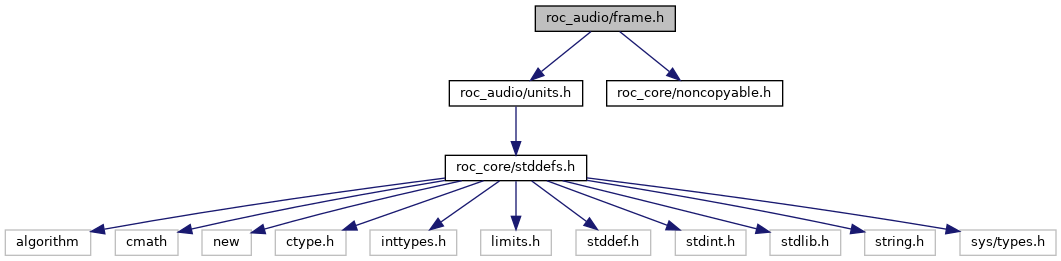 roc_audio/frame.h
roc_audio/units.h
roc_core/noncopyable.h
roc_core/stddefs.h
algorithm
cmath
new
ctype.h
inttypes.h
limits.h
stddef.h
stdint.h
stdlib.h
string.h
sys/types.h